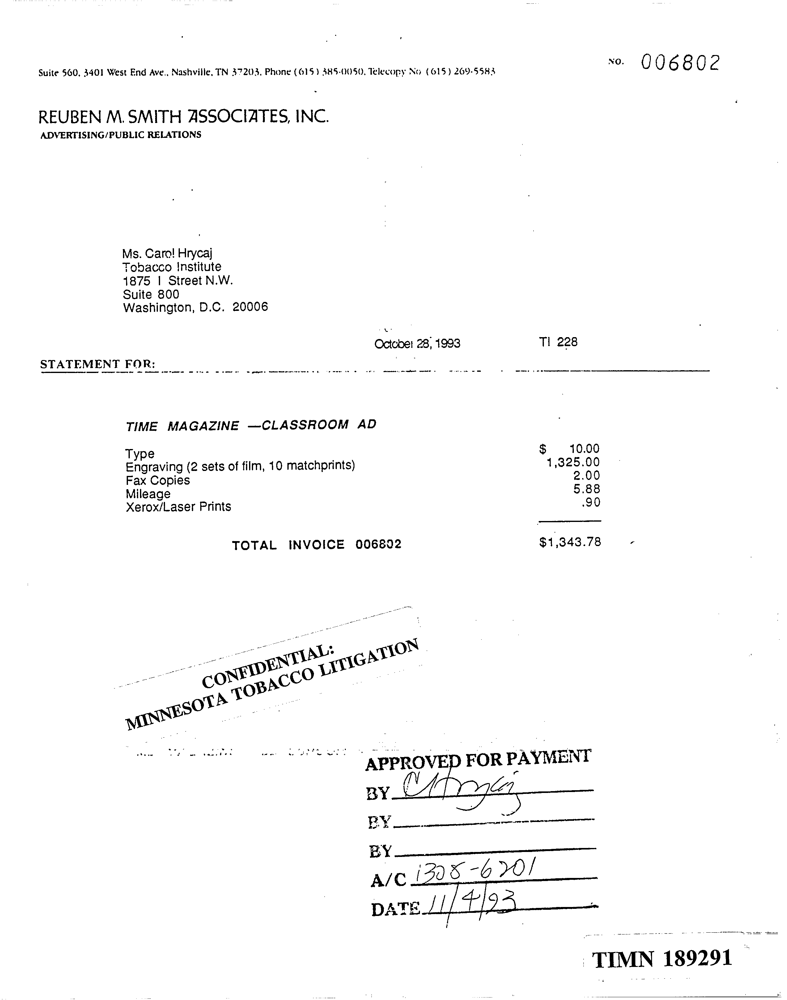 Suite 560, 3401 West End Ave., Nashville, TN 37203, Phone (615) 385-0050, Telecopy No (615) 269-5583
NO. 006802
REUBEN M. SMITH ASSOCIATES, INC.
ADVERTISING/PUBLIC RELATIONS
Ms. Carol Hrycaj
Tobacco Institute
1875 I Street N.W.
Suite 800
Washington, D.C. 20006
October 28, 1993 TI 228
STATEMENT FOR:
TIME MAGAZINE —CLASSROOM AD
Type $ 10.00
Engraving (2 sets of film, 10 matchprints) 1,325.00
Fax Copies 2.00
Mileage 5.88
Xerox/Laser Prints .90
TOTAL INVOICE 006802 $1,343.78
CONFIDENTIAL:
MINNESOTA TOBACCO LITIGATION
APPROVED FOR PAYMENT
BY CHrycaj
BY
BY
A/C 1308-6201
DATE 11/4/93
TIMN 189291